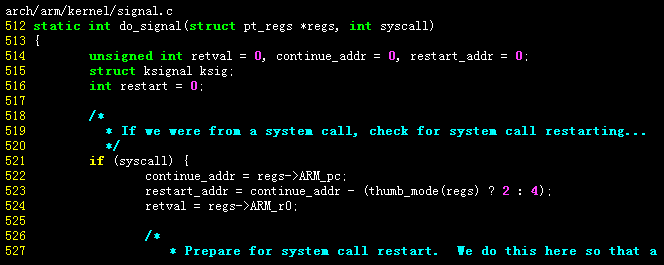 arch/arm/kernel/signal.c
512 static int do_signal(struct pt_regs *regs, int syscall)
513 {
514         unsigned int retval = 0, continue_addr = 0, restart_addr = 0;
515         struct ksignal ksig;
516         int restart = 0;
517
518         /*
519          * If we were from a system call, check for system call restarting...
520          */
521         if (syscall) {
522                 continue_addr = regs->ARM_pc;
523                 restart_addr = continue_addr - (thumb_mode(regs) ? 2 : 4);
524                 retval = regs->ARM_r0;
525
526                 /*
527                  * Prepare for system call restart.  We do this here so that a